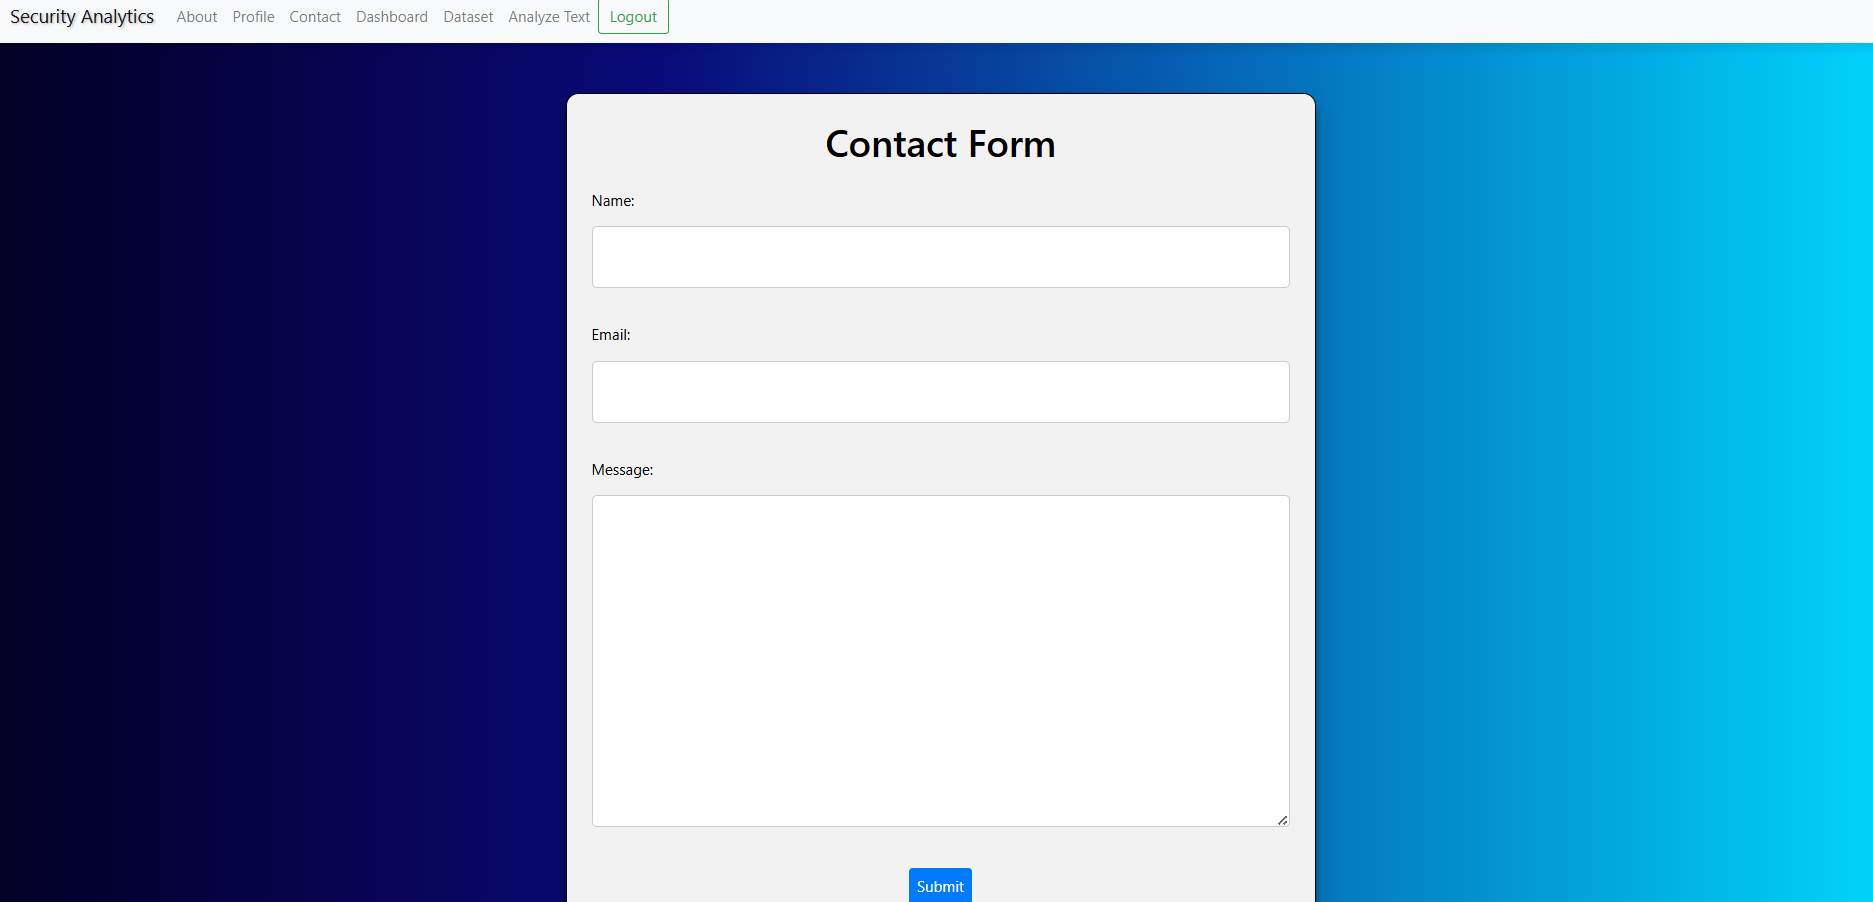 Security Analytics About Profile Contact Dashboard Dataset Analyze Text Logout
Contact Form
Name:
Email:
Message:
Submit